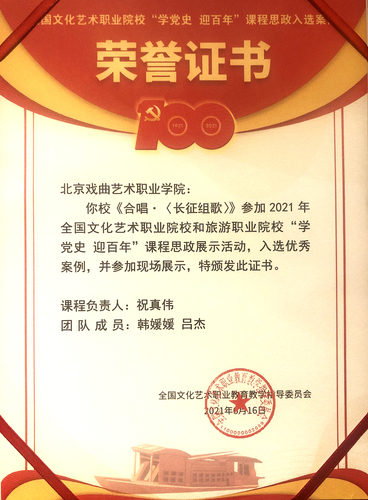 全国文化艺术职业院校“学党史 迎百年”课程思政入选案例
荣誉证书
100
1921
2021
北京戏曲艺术职业学院：
你校《合唱·〈长征组歌〉》参加2021年
全国文化艺术职业院校和旅游职业院校“学
党史 迎百年”课程思政展示活动，入选优秀
案例，并参加现场展示，特颁发此证书。
课程负责人：祝真伟
团队成员：韩媛媛 吕杰
全国文化艺术职业教育教学指导委员会
2021年6月16日